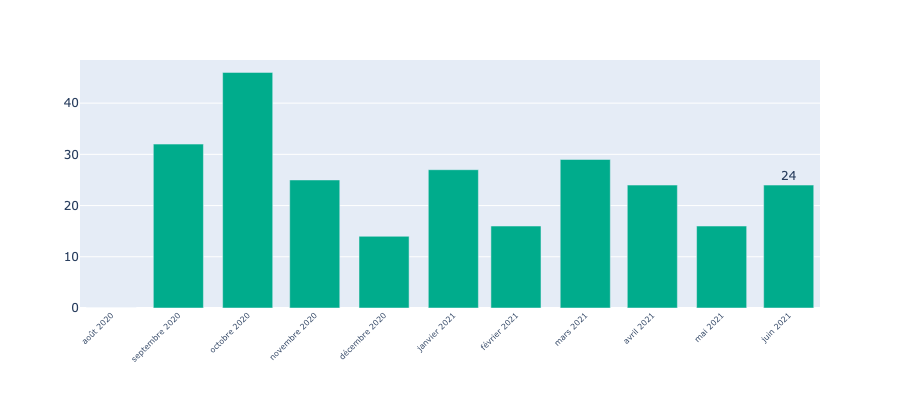 40
30
20
10
0
24
août 2020
septembre 2020
octobre 2020
novembre 2020
décembre 2020
janvier 2021
février 2021
mars 2021
avril 2021
mai 2021
juin 2021